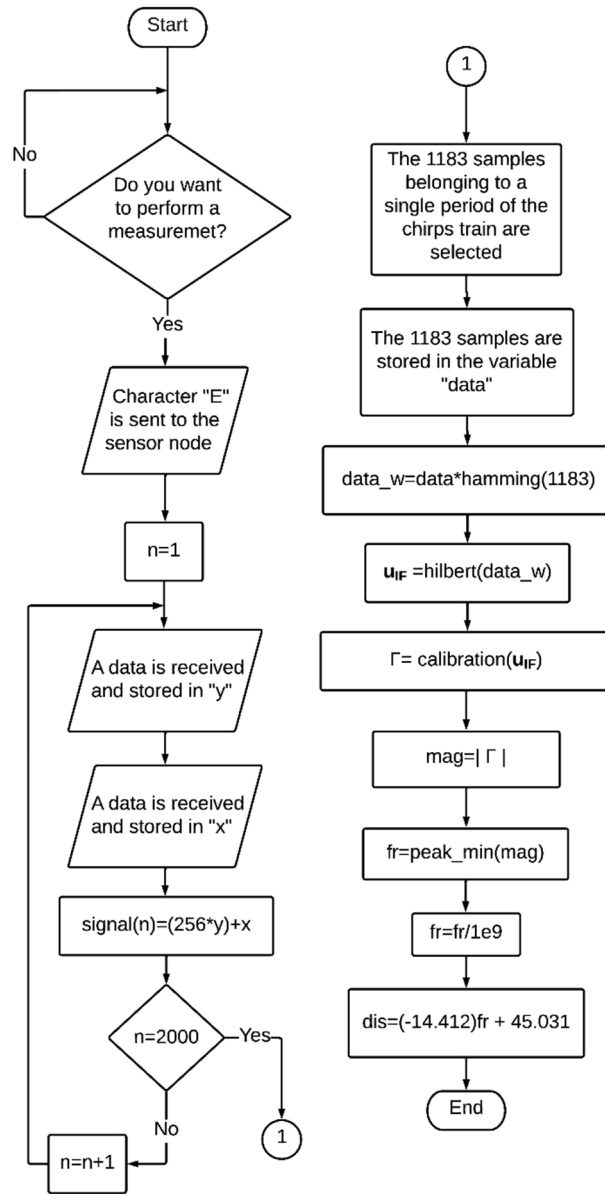 Start
No
Do you want
to perform a
measuremet?
Yes
Character "E"
is sent to the
sensor node
n=1
A data is received
and stored in "y"
A data is received
and stored in "x"
signal(n)=(256*y)+x
n=2000
Yes
No
1
n=n+1
1
The 1183 samples
belonging to a
single period of the
chirps train are
selected
The 1183 samples are
stored in the variable
"data"
data_w=data*hamming(1183)
u_IF =hilbert(data_w)
Γ= calibration(u_IF)
mag=| Γ |
fr=peak_min(mag)
fr=fr/1e9
dis=(-14.412)fr + 45.031
End